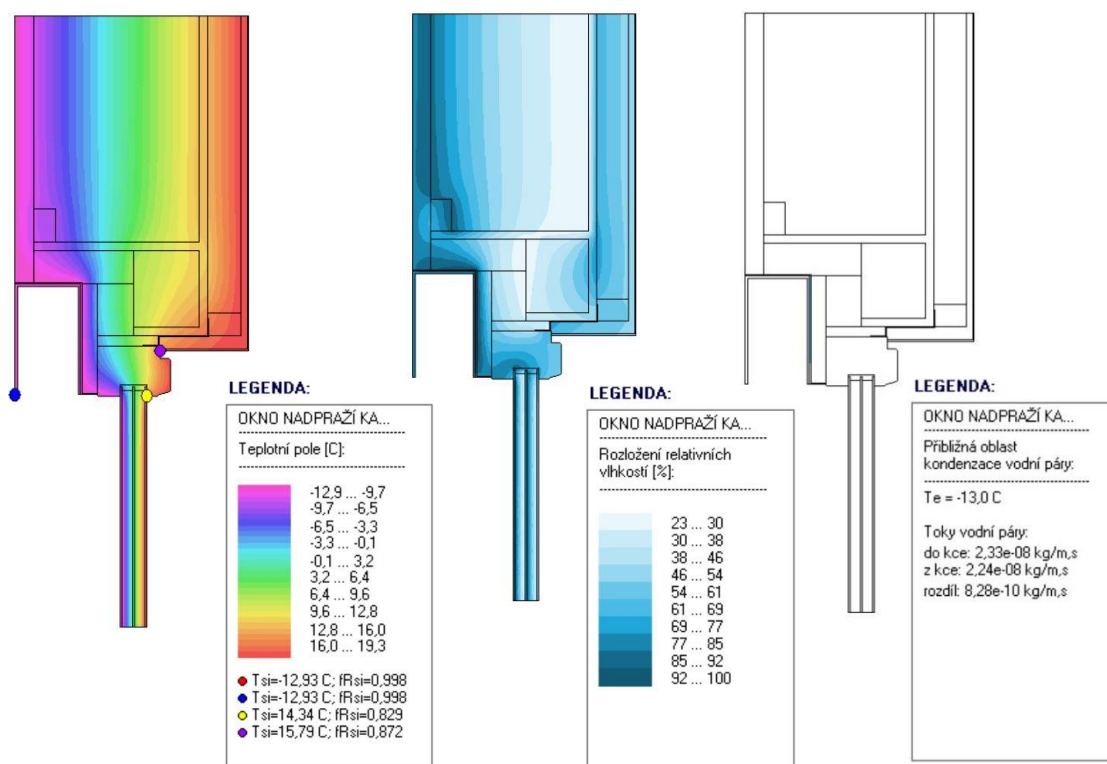 LEGENDA:
OKNO NADPRAŽÍ KA...
Teplotní pole [C]:
-12,9 ... -9,7
-9,7 ... -6,5
-6,5 ... -3,3
-3,3 ... -0,1
-0,1 ... 3,2
3,2 ... 6,4
6,4 ... 9,6
9,6 ... 12,8
12,8 ... 16,0
16,0 ... 19,3
Tsi=-12,93 C; fRsi=0,998
Tsi=-12,93 C; fRsi=0,998
Tsi=14,34 C; fRsi=0,829
Tsi=15,79 C; fRsi=0,872
LEGENDA:
OKNO NADPRAŽÍ KA...
Rozložení relativních
vlhkostí [%]:
23 ... 30
30 ... 38
38 ... 46
46 ... 54
54 ... 61
61 ... 69
69 ... 77
77 ... 85
85 ... 92
92 ... 100
LEGENDA:
OKNO NADPRAŽÍ KA...
Přibližná oblast
kondenzace vodní páry:
Te = -13,0 C
Toky vodní páry:
do kce: 2,33e-08 kg/m,s
z kce: 2,24e-08 kg/m,s
rozdíl: 8,28e-10 kg/m,s